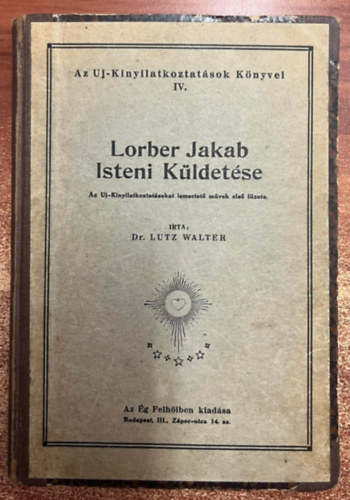 Az Uj-Kinyilatkoztatások Könyvei
IV.
Lorber Jakab
Isteni Küldetése
Az Uj-Kinyilatkoztatásokat ismertető művek első füzete.
IRTA:
Dr. LUTZ WALTER
Az Ég Felhőiben kiadása
Budapest, III., Zápor-utca 14. sz.